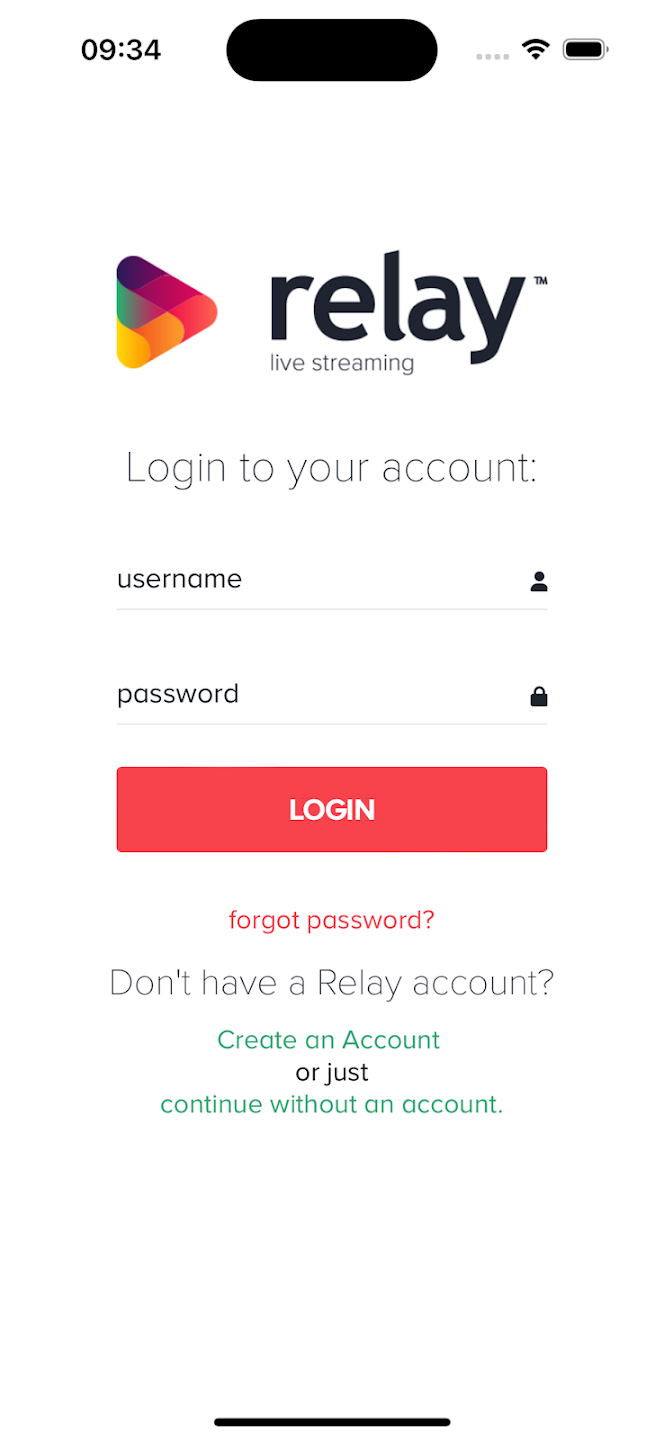 09:34
relay™
live streaming
Login to your account:
username
password
LOGIN
forgot password?
Don't have a Relay account?
Create an Account
or just
continue without an account.